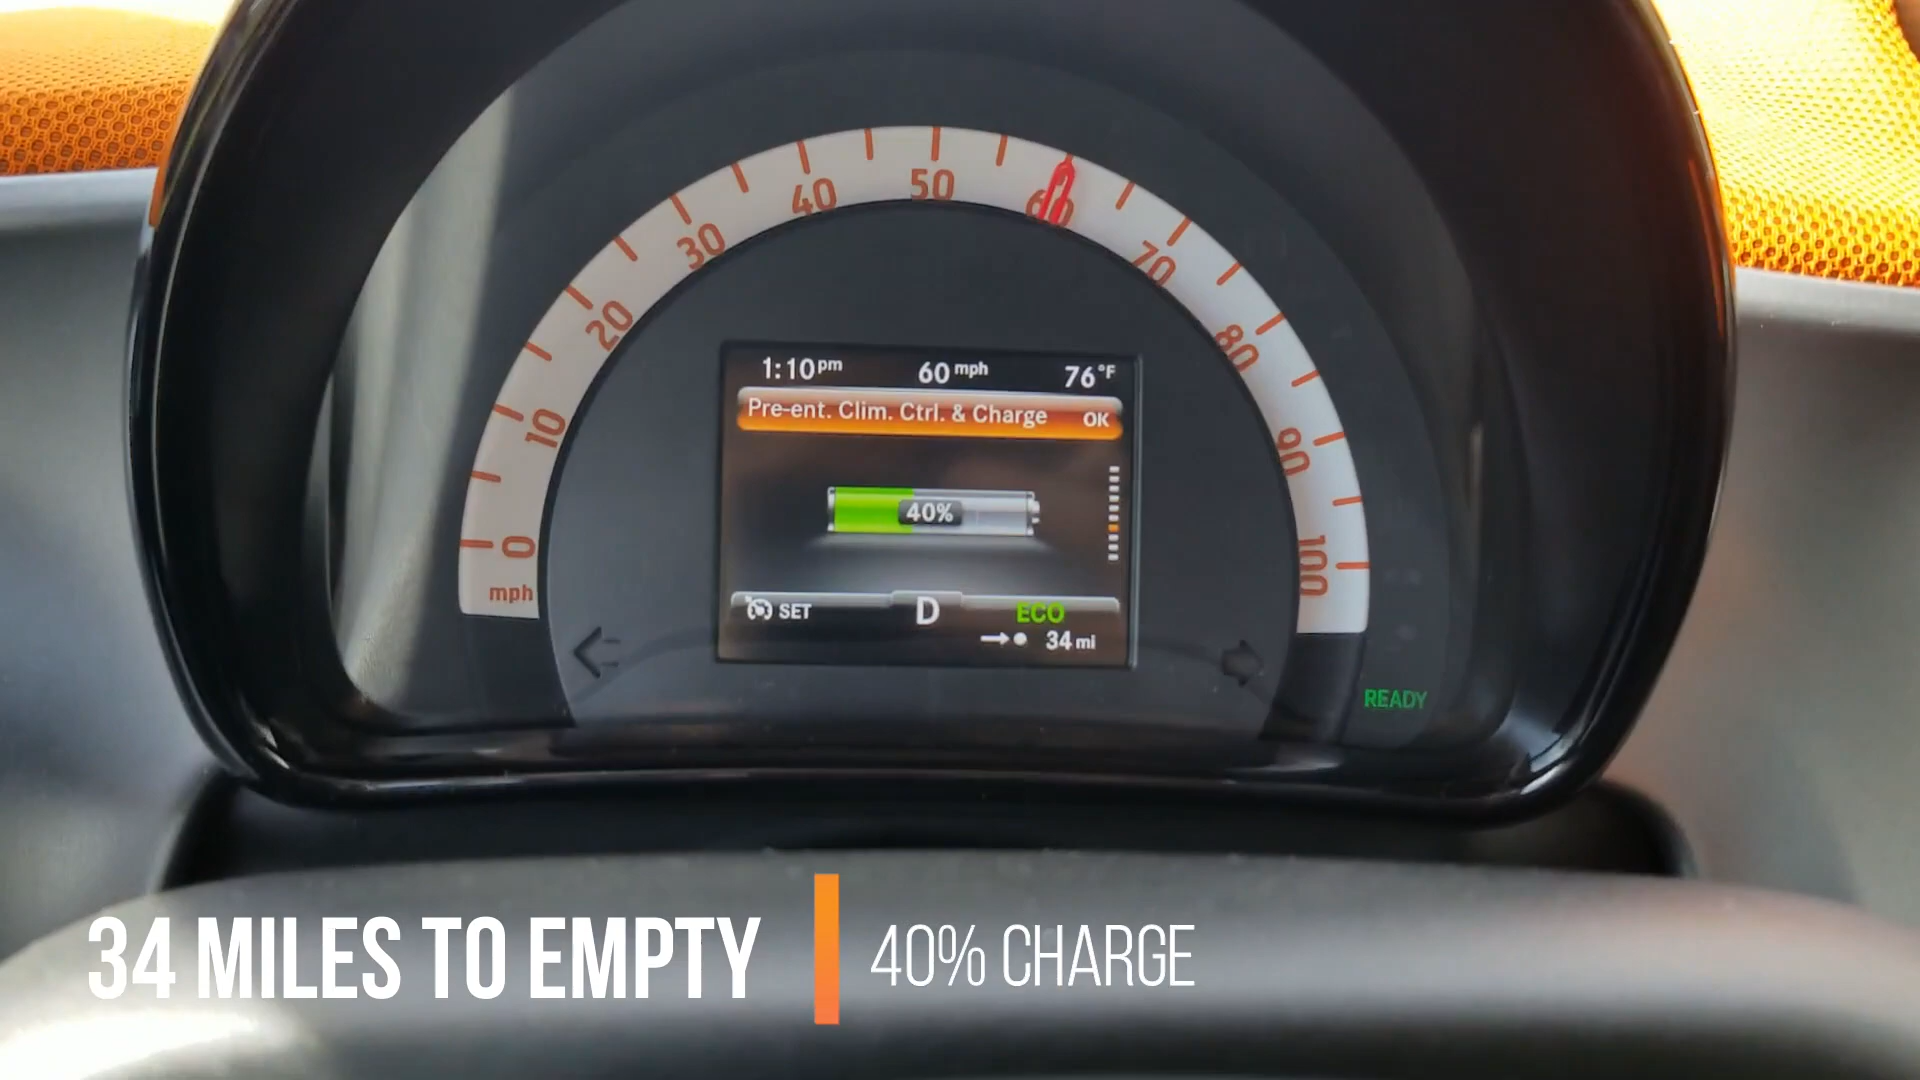 0
10
20
30
40
50
60
70
80
90
100
mph
1:10pm 60 mph 76°F
Pre-ent. Clim. Ctrl. & Charge OK
40%
SET D ECO
34 mi
READY
34 MILES TO EMPTY 40% CHARGE